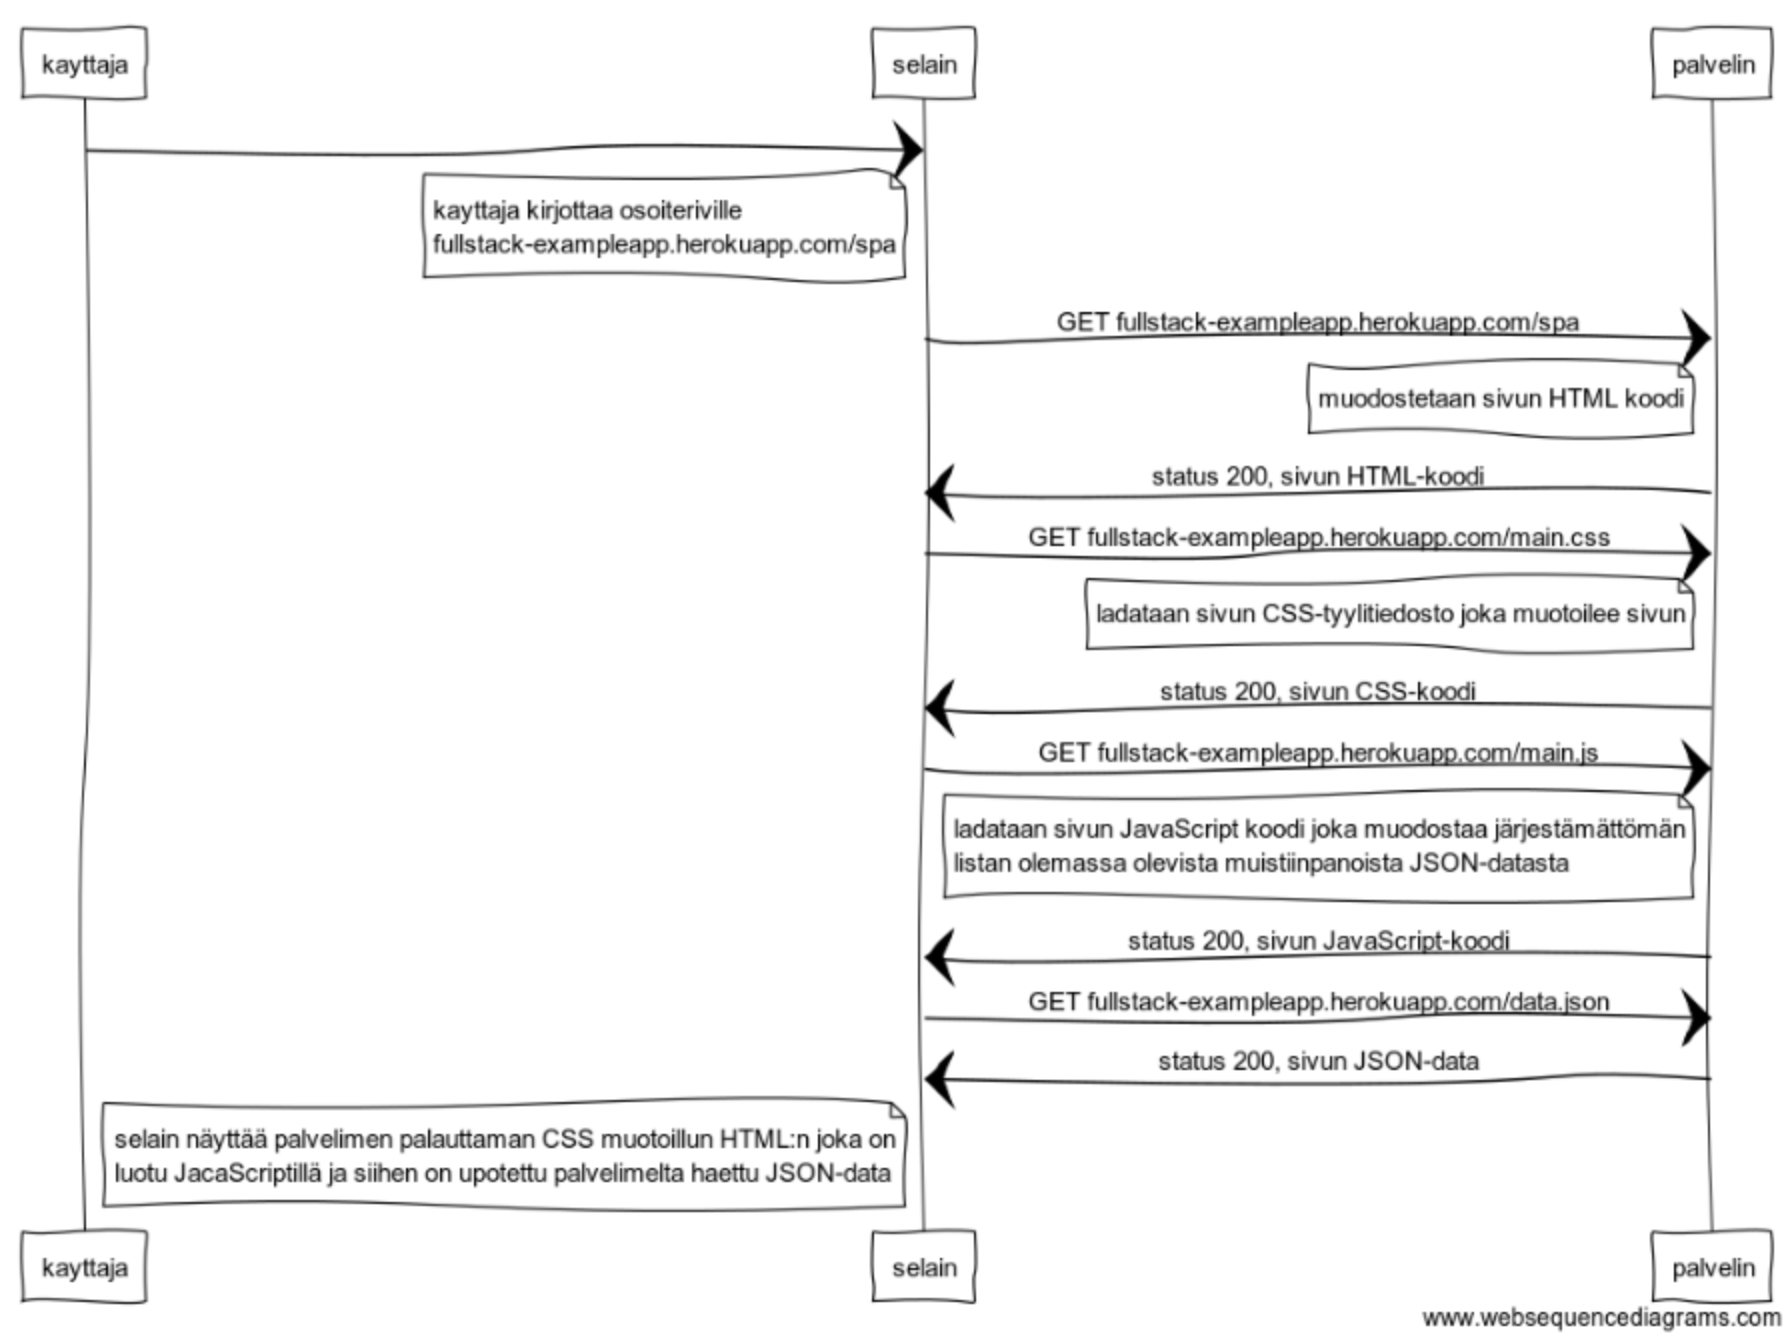 kayttaja
selain
palvelin
kayttaja kirjottaa osoiteriville
fullstack-exampleapp.herokuapp.com/spa
GET fullstack-exampleapp.herokuapp.com/spa
muodostetaan sivun HTML koodi
status 200, sivun HTML-koodi
GET fullstack-exampleapp.herokuapp.com/main.css
ladataan sivun CSS-tyylitiedosto joka muotoilee sivun
status 200, sivun CSS-koodi
GET fullstack-exampleapp.herokuapp.com/main.js
ladataan sivun JavaScript koodi joka muodostaa järjestämättömän
listan olemassa olevista muistiinpanoista JSON-datasta
status 200, sivun JavaScript-koodi
GET fullstack-exampleapp.herokuapp.com/data.json
status 200, sivun JSON-data
selain näyttää palvelimen palauttaman CSS muotoillun HTML:n joka on
luotu JacaScriptillä ja siihen on upotettu palvelimelta haettu JSON-data
kayttaja
selain
palvelin
www.websequencediagrams.com